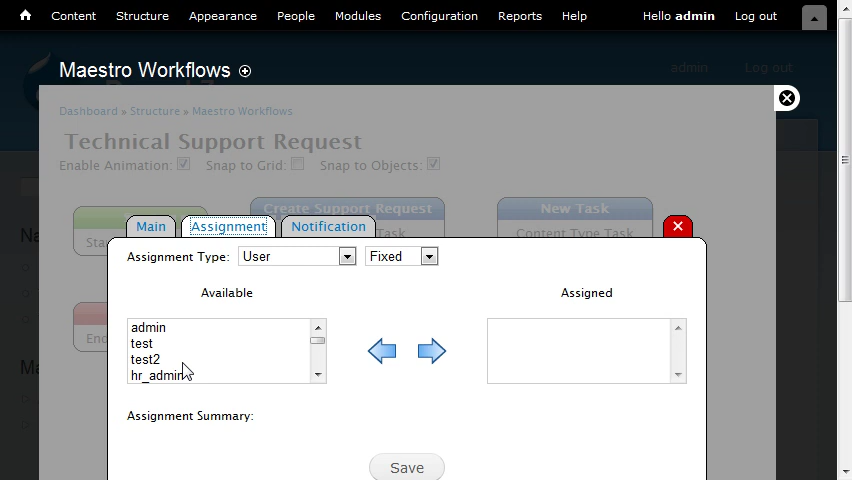 Content Structure Appearance People Modules Configuration Reports Help Hello admin Log out
Maestro Workflows
admin Log out
Dashboard » Structure » Maestro Workflows
Technical Support Request
Enable Animation: Snap to Grid: Snap to Objects:
Create Support Request New Task
Content Type Task
Main Assignment Notification X
Assignment Type: User Fixed
Available Assigned
admin
test
test2
hr_admin
Assignment Summary:
Save